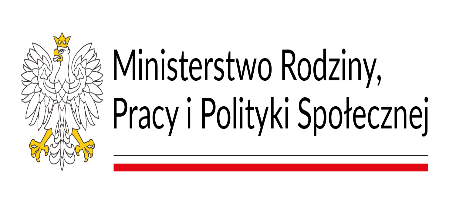 Ministerstwo Rodziny,
Pracy i Polityki Społecznej